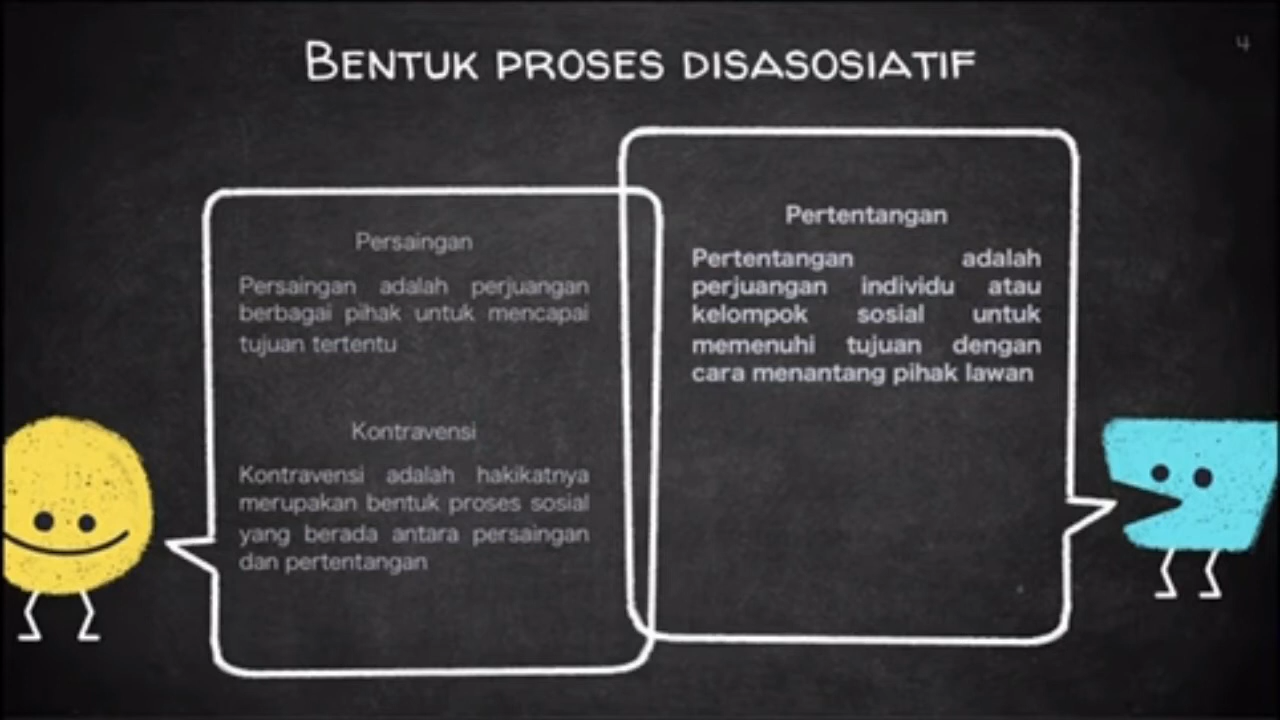 BENTUK PROSES DISASOSIATIF
4
Persaingan
Persaingan adalah perjuangan
berbagai pihak untuk mencapai
tujuan tertentu
Kontravensi
Kontravensi adalah hakikatnya
merupakan bentuk proses sosial
yang berada antara persaingan
dan pertentangan
Pertentangan
Pertentangan adalah
perjuangan individu atau
kelompok sosial untuk
memenuhi tujuan dengan
cara menantang pihak lawan